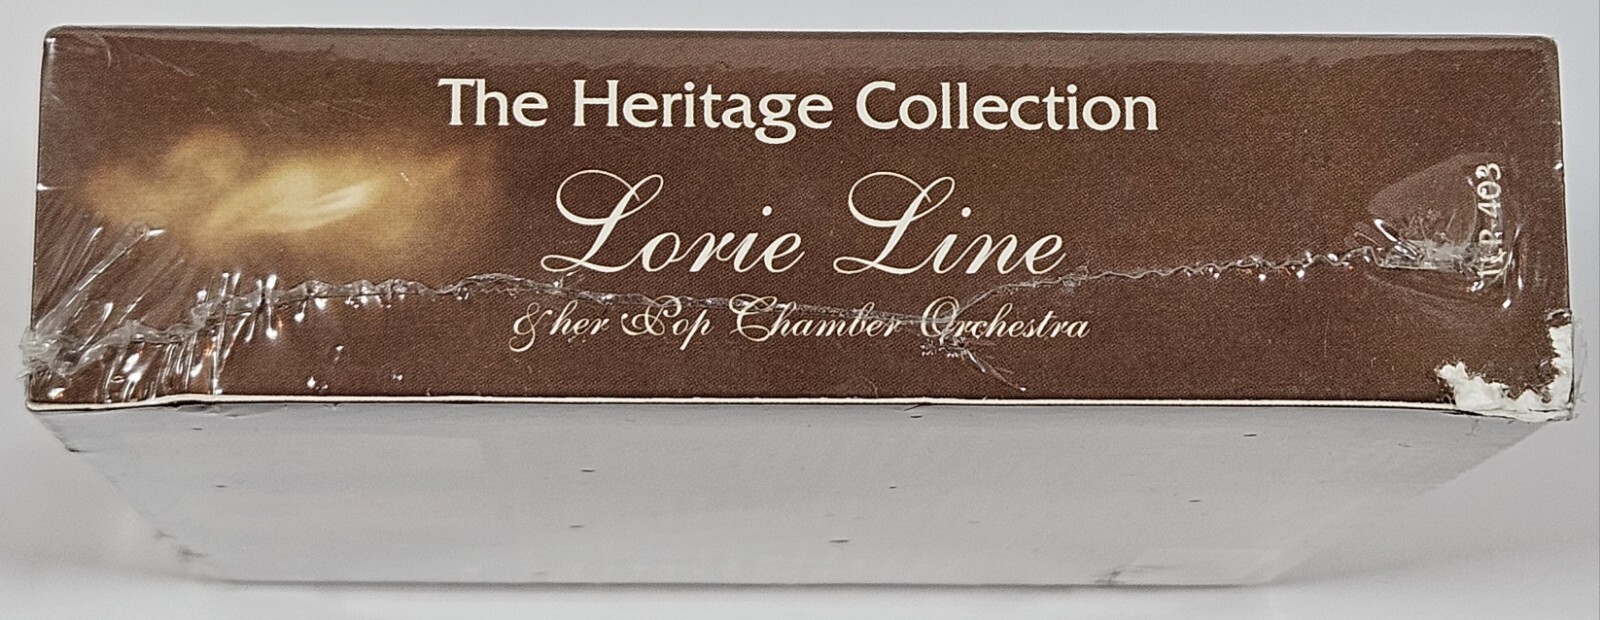 The Heritage Collection
Lorie Line
& her Pop Chamber Orchestra